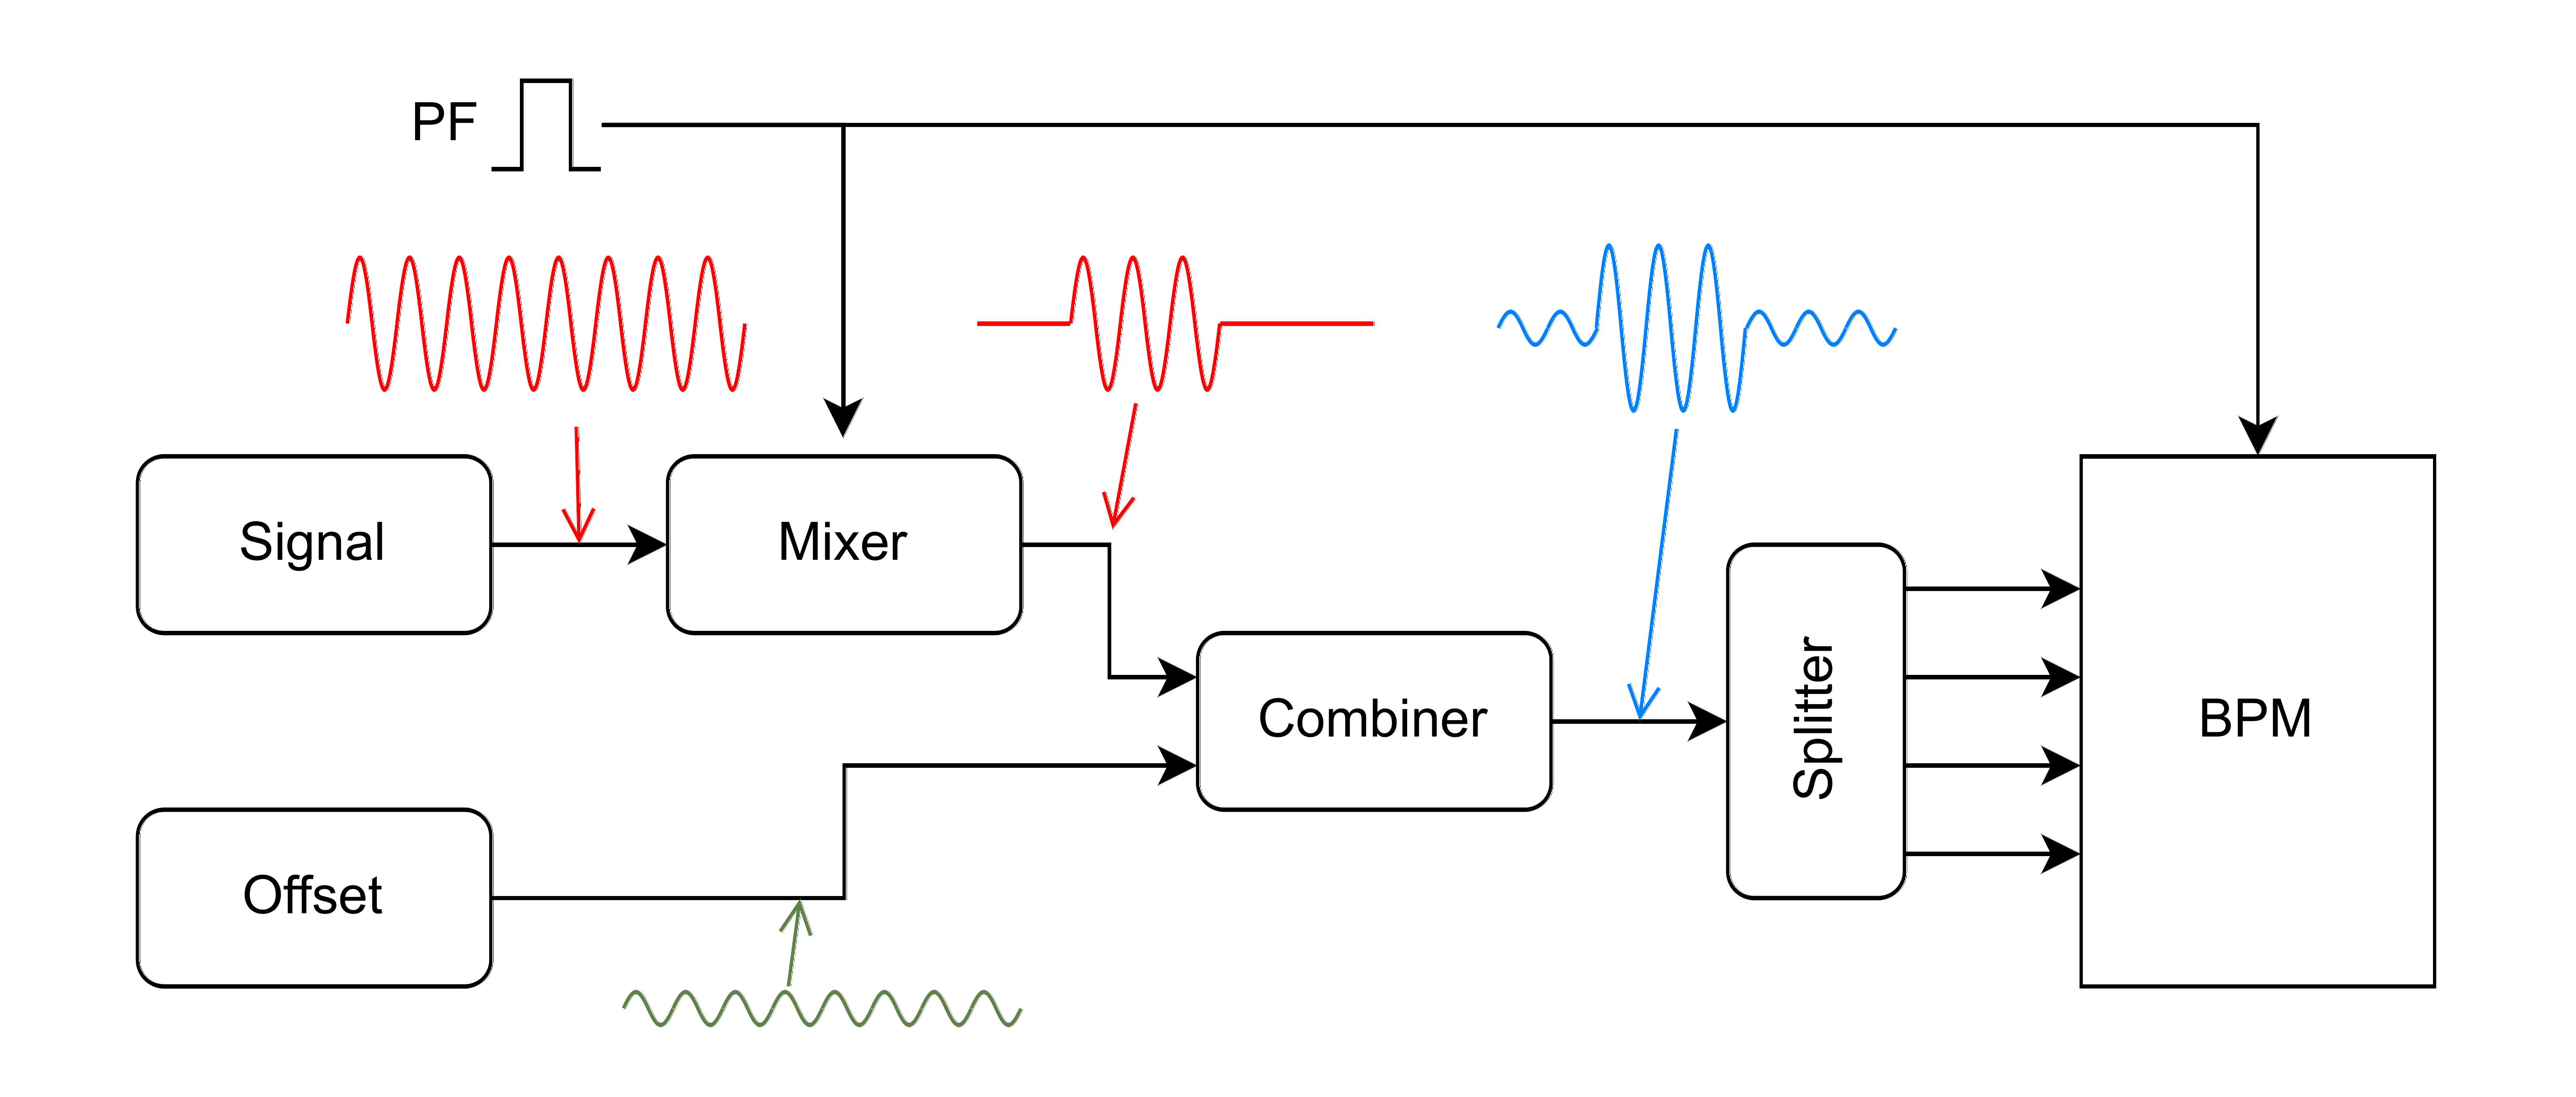 PF
Signal
Mixer
Combiner
Splitter
BPM
Offset